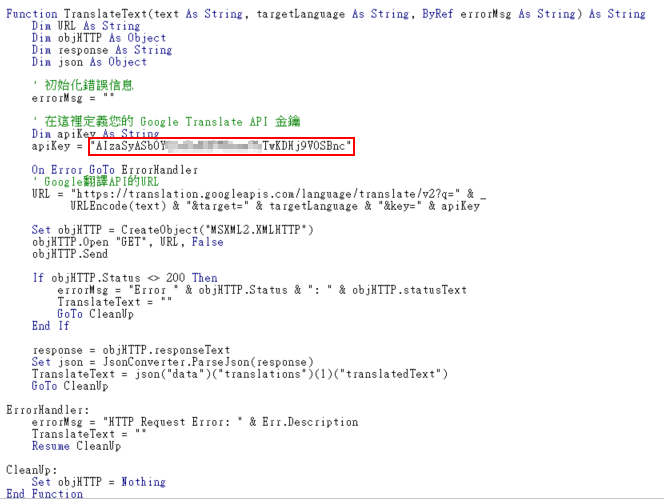 Function TranslateText(text As String, targetLanguage As String, ByRef errorMsg As String) As String
Dim URL As String
Dim objHTTP As Object
Dim response As String
Dim json As Object
' 初始化錯誤信息
errorMsg = ""
' 在這裡定義您的 Google Translate API 金鑰
Dim apiKey As String
apiKey = "
On Error GoTo ErrorHandler
' Google翻譯API的URL
URL = "https://translation.googleapis.com/language/translate/v2?q=" & _
URLEncode(text) & "&target=" & targetLanguage & "&key=" & apiKey
Set objHTTP = CreateObject("MSXML2.XMLHTTP")
objHTTP.Open "GET", URL, False
objHTTP.Send
If objHTTP.Status <> 200 Then
errorMsg = "Error " & objHTTP.Status & ": " & objHTTP.statusText
TranslateText = ""
GoTo CleanUp
End If
response = objHTTP.responseText
Set json = JsonConverter.ParseJson(response)
TranslateText = json("data")("translations")(1)("translatedText")
GoTo CleanUp
ErrorHandler:
errorMsg = "HTTP Request Error: " & Err.Description
TranslateText = ""
Resume CleanUp
CleanUp:
Set objHTTP = Nothing
End Function